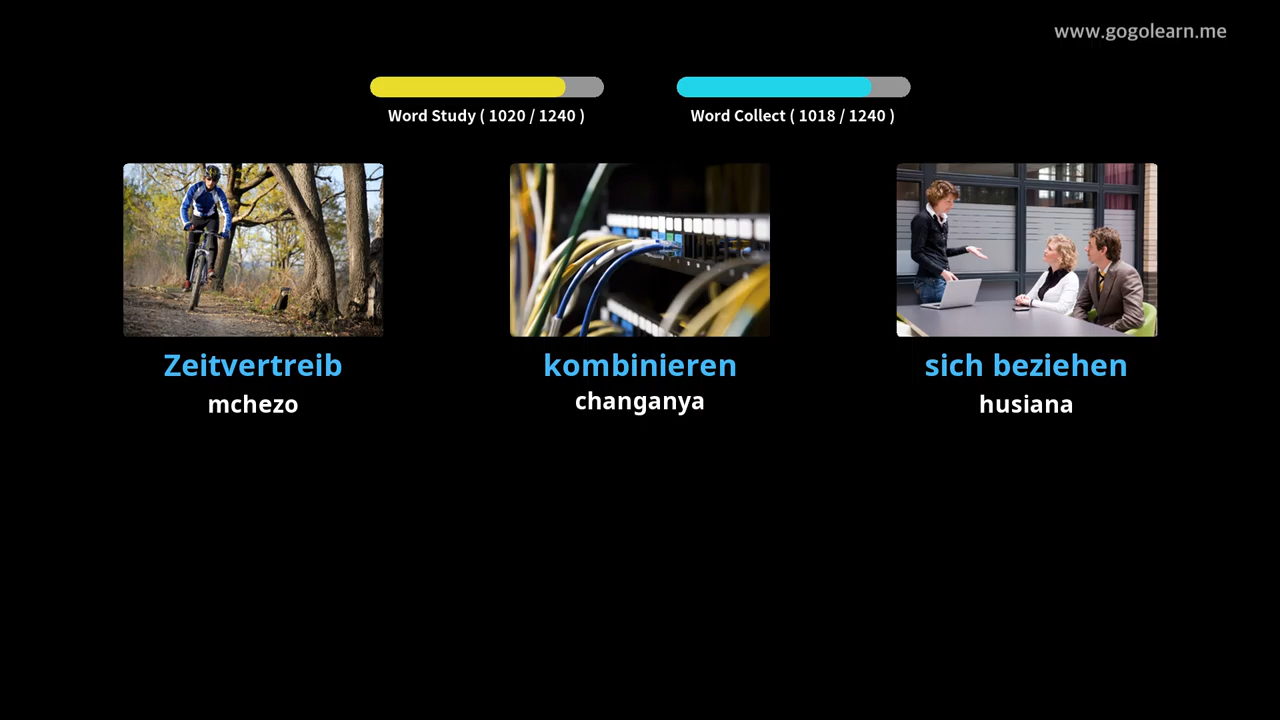 www.gogolearn.me
Word Study ( 1020 / 1240 )
Word Collect ( 1018 / 1240 )
Zeitvertreib
mchezo
kombinieren
changanya
sich beziehen
husiana